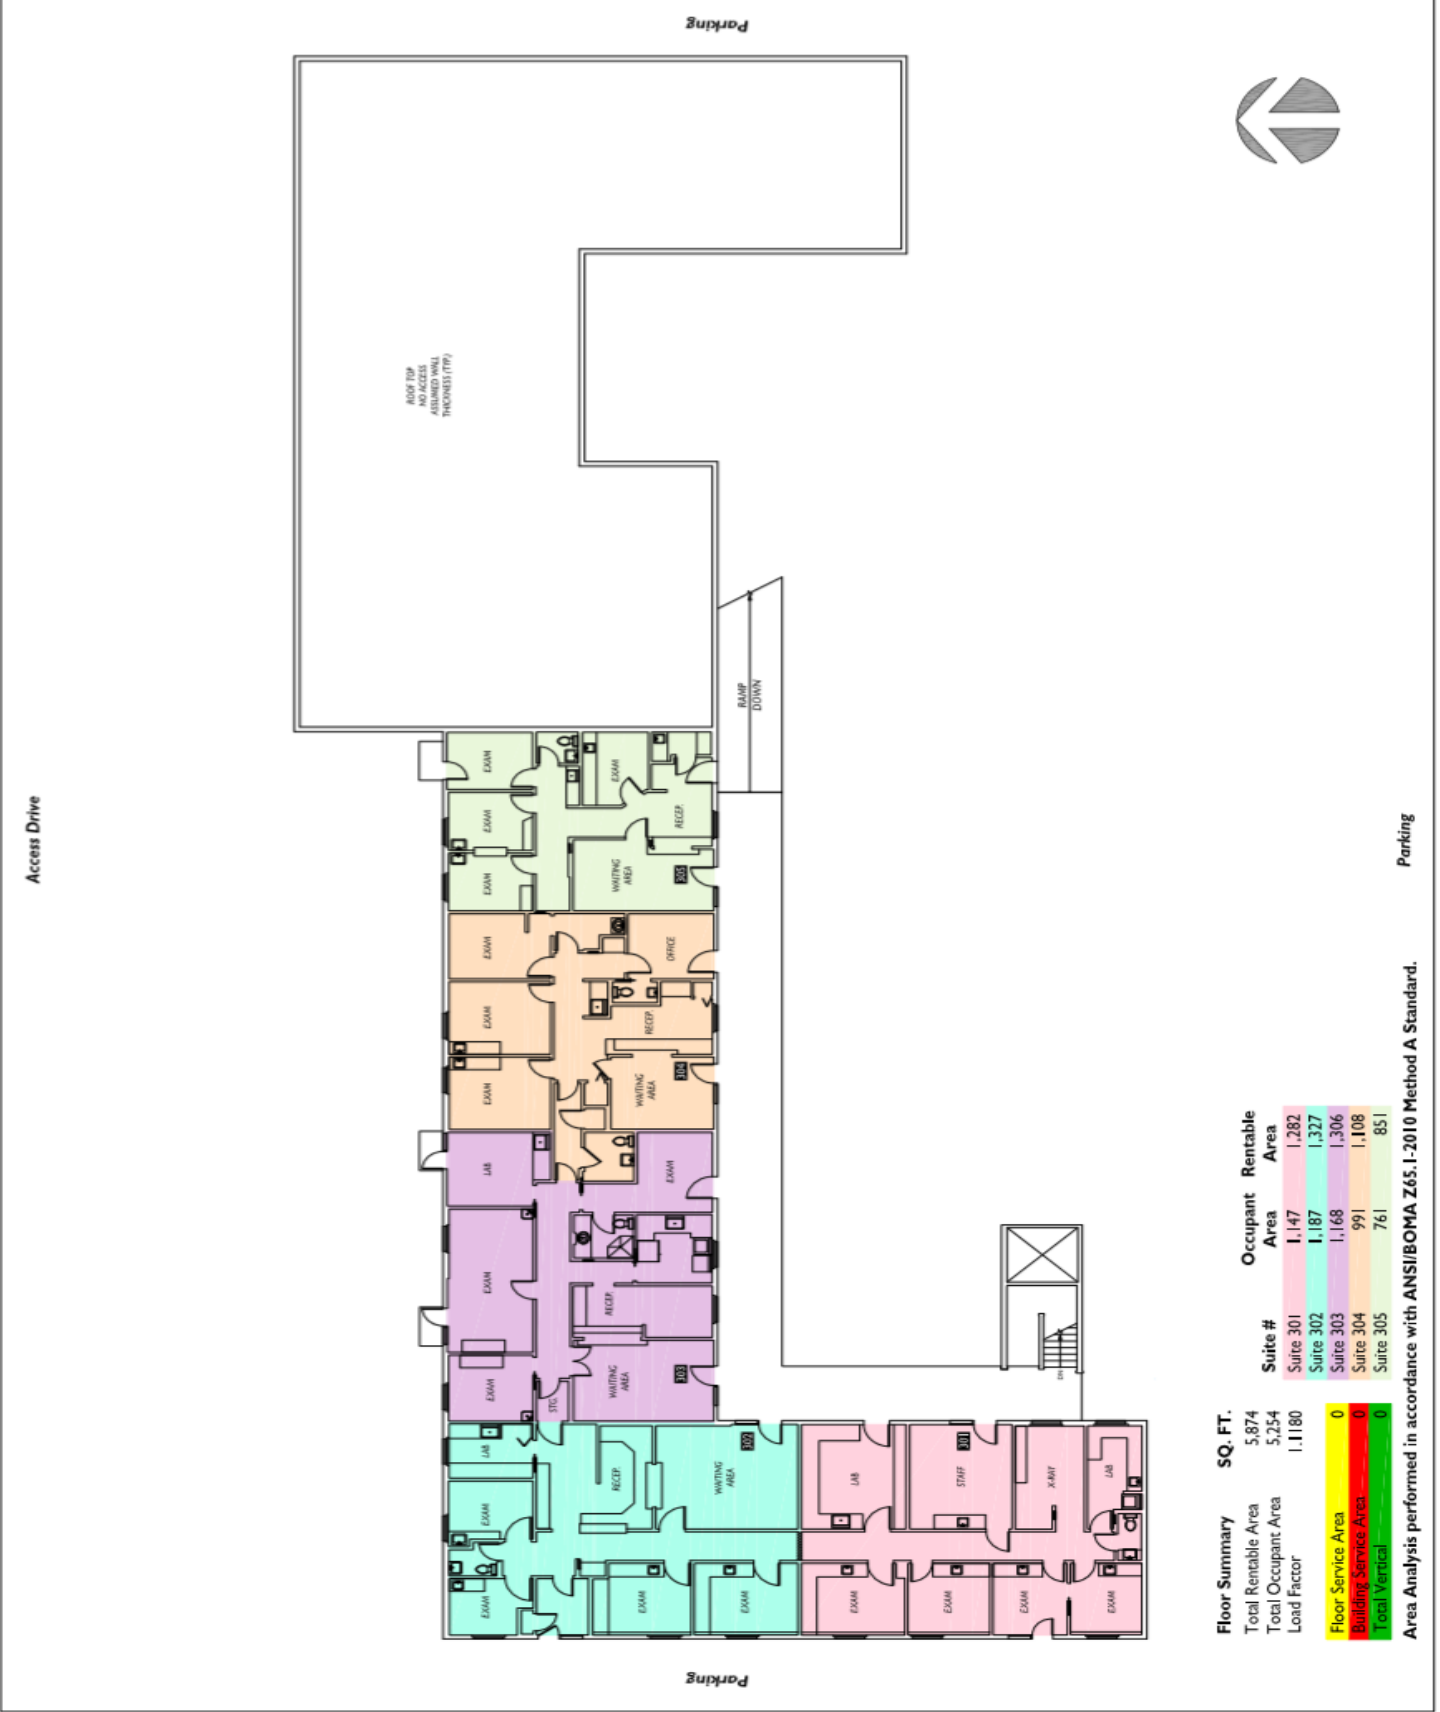 Parking
Access Drive
ROOF TOP
NO ACCESS
ASSUMED WALL
THICKNESS (TYP.)
RAMP
DOWN
EXAM
EXAM
EXAM
EXAM
RECEP.
WAITING
AREA
305
EXAM
EXAM
EXAM
OFFICE
RECEP.
WAITING
AREA
304
LAB
EXAM
EXAM
EXAM
RECEP.
WAITING
AREA
303
STG.
LAB
EXAM
EXAM
RECEP.
WAITING
AREA
302
EXAM
EXAM
LAB
STAFF
301
X-RAY
LAB
EXAM
EXAM
EXAM
EXAM
DN
Parking
Parking
Floor Summary SQ. FT.
Total Rentable Area 5,874
Total Occupant Area 5,254
Load Factor 1.1180
Floor Service Area 0
Building Service Area 0
Total Vertical 0
Suite # Occupant Area Rentable Area
Suite 301 1,147 1,282
Suite 302 1,187 1,327
Suite 303 1,168 1,306
Suite 304 991 1,108
Suite 305 761 851
Area Analysis performed in accordance with ANSI/BOMA Z65.1-2010 Method A Standard.